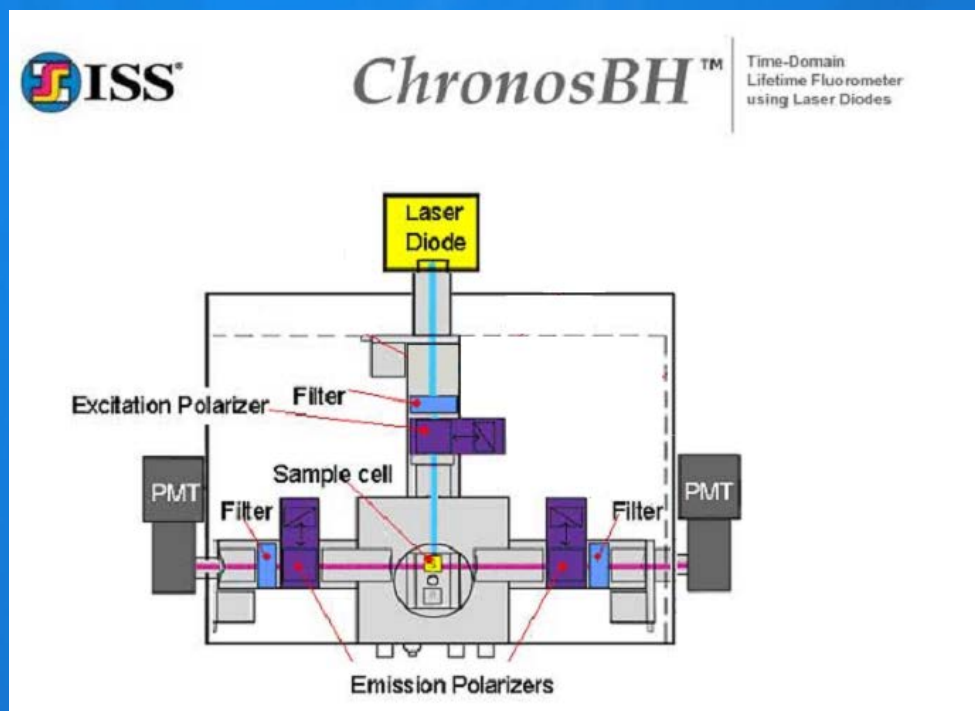 ISS®
ChronosBH™
Time-Domain
Lifetime Fluorometer
using Laser Diodes
Laser
Diode
Filter
Excitation Polarizer
Sample cell
PMT
PMT
Filter
Filter
Emission Polarizers